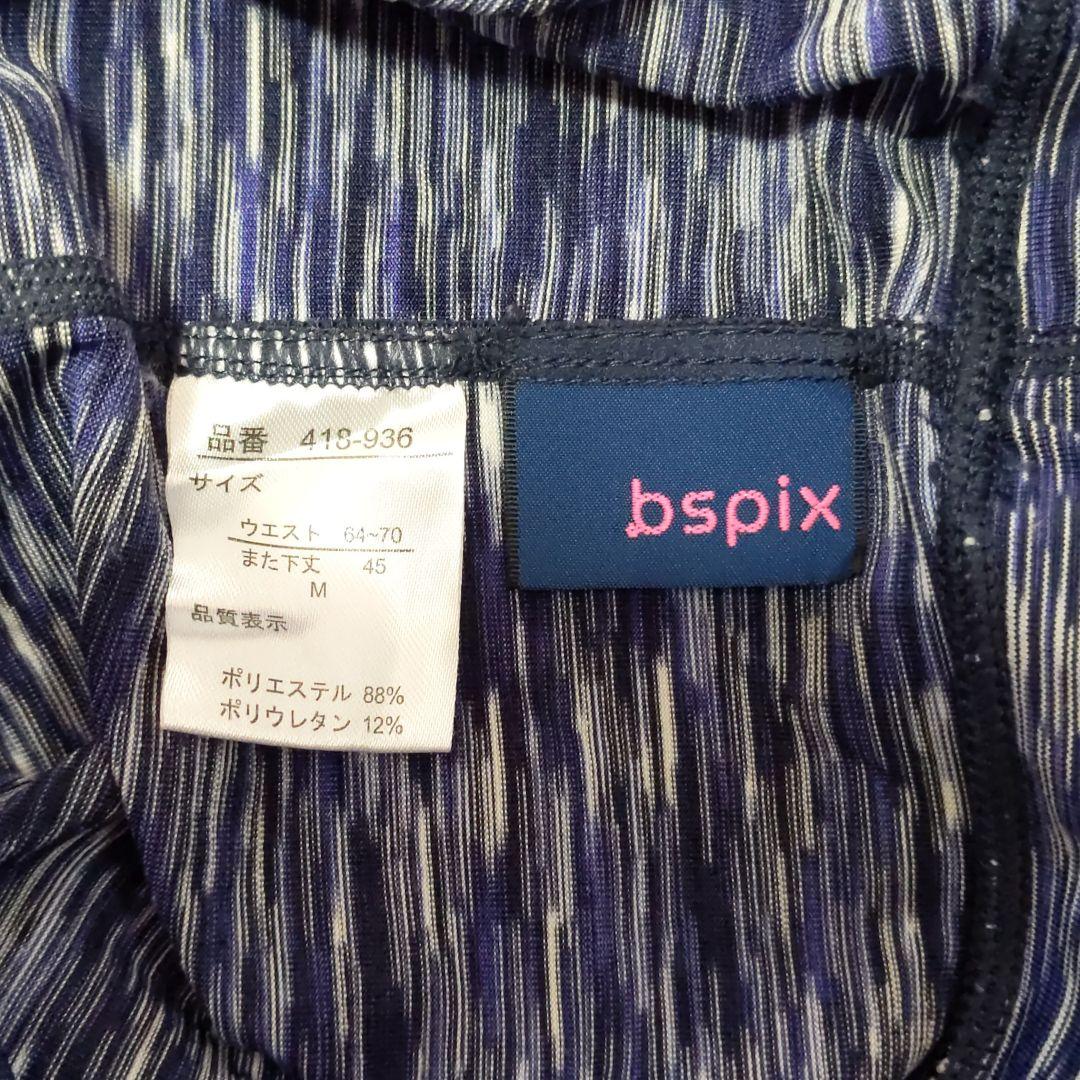 品番 418-936
サイズ
ウエスト 64~70
また下丈 45
M
品質表示
ポリエステル 88%
ポリウレタン 12%
bspix